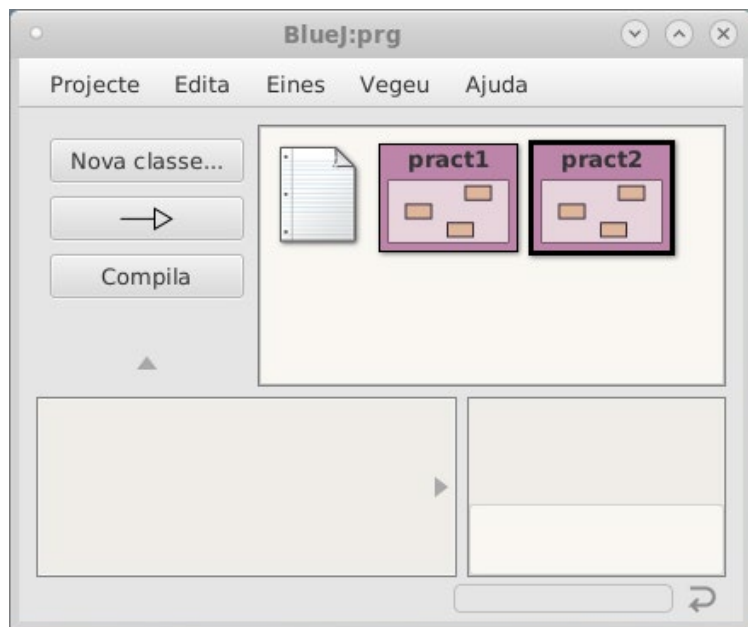 BlueJ:prg
Projecte Edita Eines Vegeu Ajuda
Nova classe...
pract1 pract2
Compila